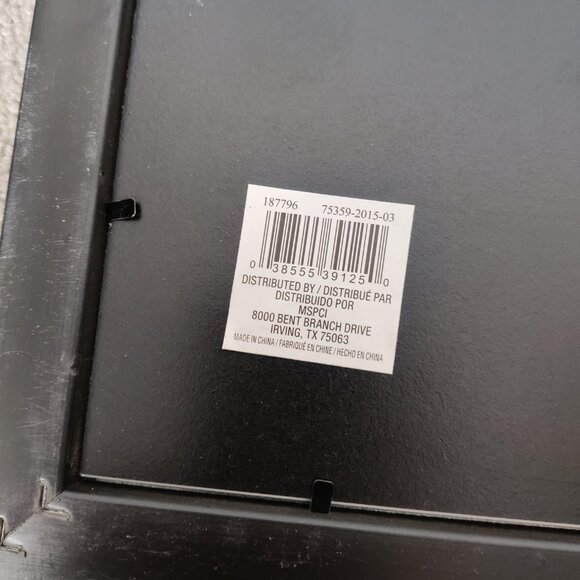 187796 75359-2015-03
0 38555 39125 0
DISTRIBUTED BY / DISTRIBUÉ PAR
DISTRIBUIDO POR
MSPCI
8000 BENT BRANCH DRIVE
IRVING, TX 75063
MADE IN CHINA / FABRIQUÉ EN CHINE / HECHO EN CHINA